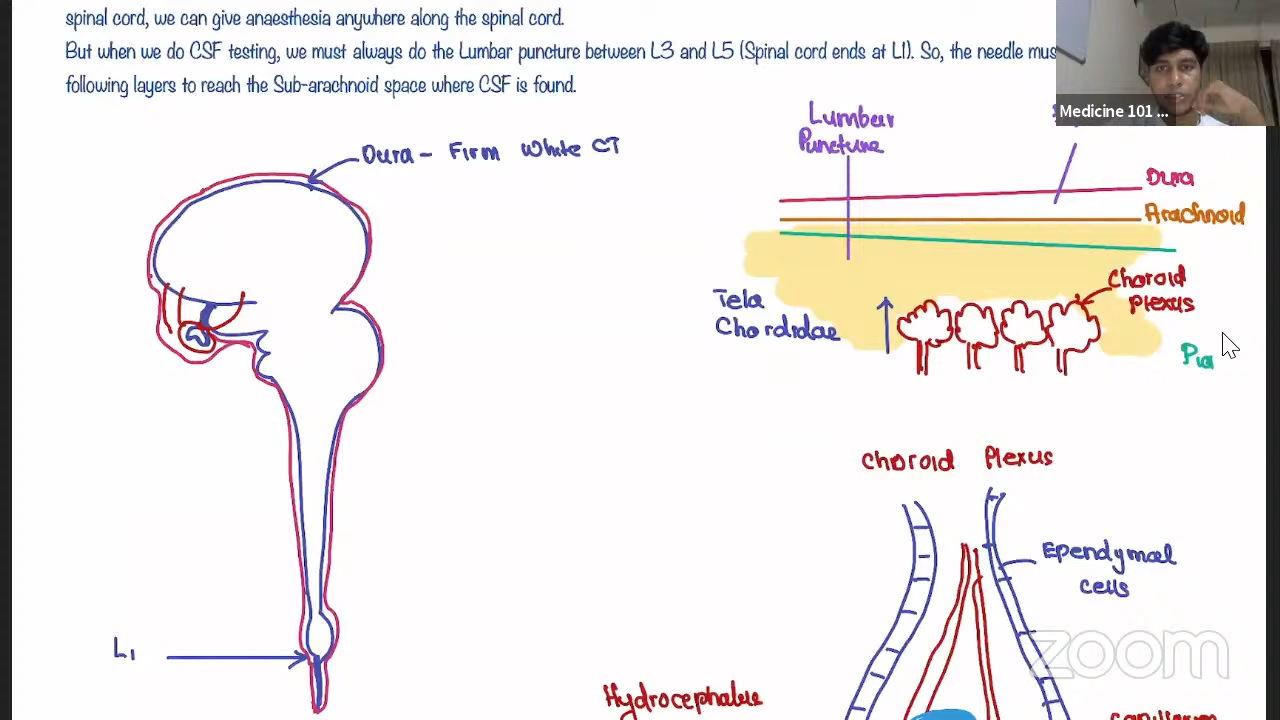 spinal cord, we can give anaesthesia anywhere along the spinal cord.
But when we do CSF testing, we must always do the Lumbar puncture between L3 and L5 (Spinal cord ends at L1). So, the needle mus
following layers to reach the Sub-arachnoid space where CSF is found.
Medicine 101 ...
Lumbar
Puncture
Dura - Firm White CT
Dura
Arachnoid
Choroid
Plexus
Tela
Chordidae
Pia
Choroid Plexus
Ependymal
cells
L1
zoom
Hydrocephalus